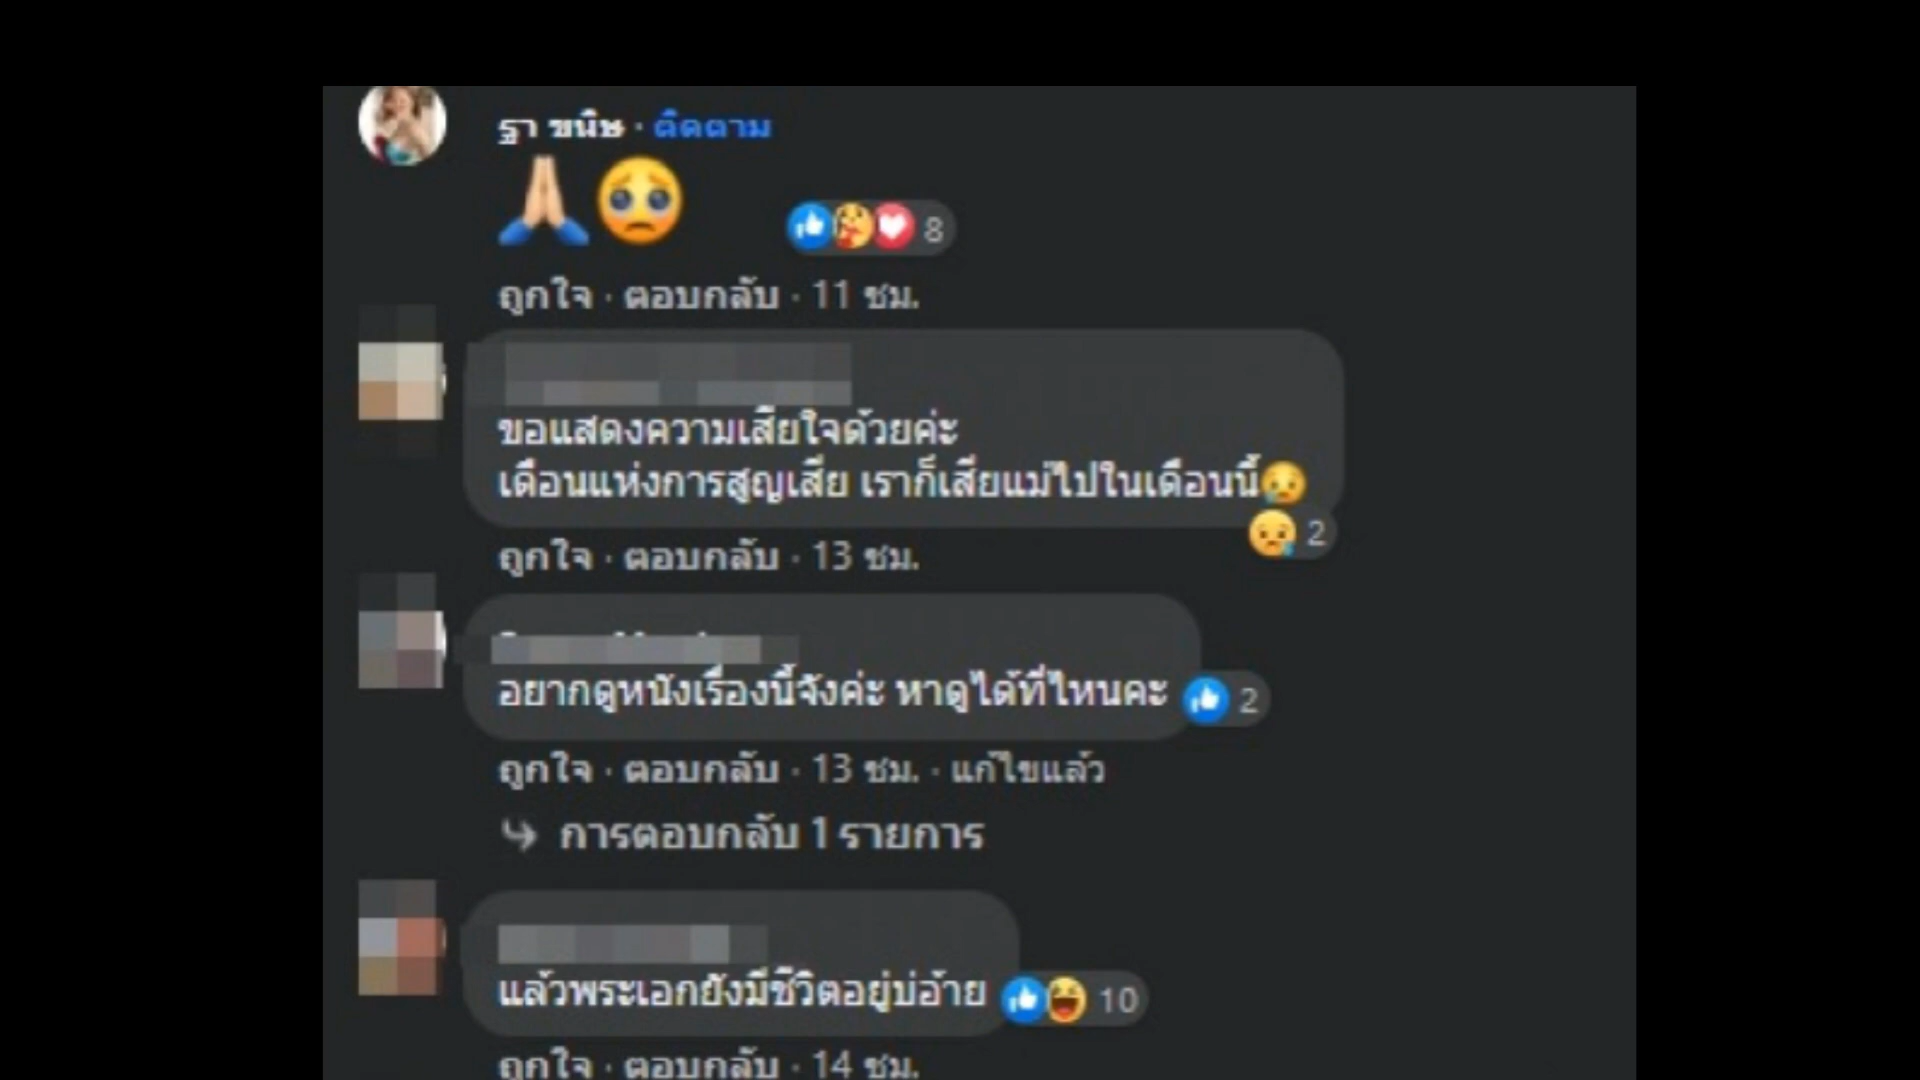 ฐา ขนิษ · ติดตาม
🙏🏼🥺
8
ถูกใจ · ตอบกลับ · 11 ชม.
ขอแสดงความเสียใจด้วยค่ะ
เดือนแห่งการสูญเสีย เราก็เสียแม่ไปในเดือนนี้😢
2
ถูกใจ · ตอบกลับ · 13 ชม.
อยากดูหนังเรื่องนี้จังค่ะ หาดูได้ที่ไหนคะ
2
ถูกใจ · ตอบกลับ · 13 ชม. · แก้ไขแล้ว
การตอบกลับ 1 รายการ
แล้วพระเอกยังมีชีวิตอยู่บ่อ้าย
10
ถูกใจ · ตอบกลับ · 14 ชม.